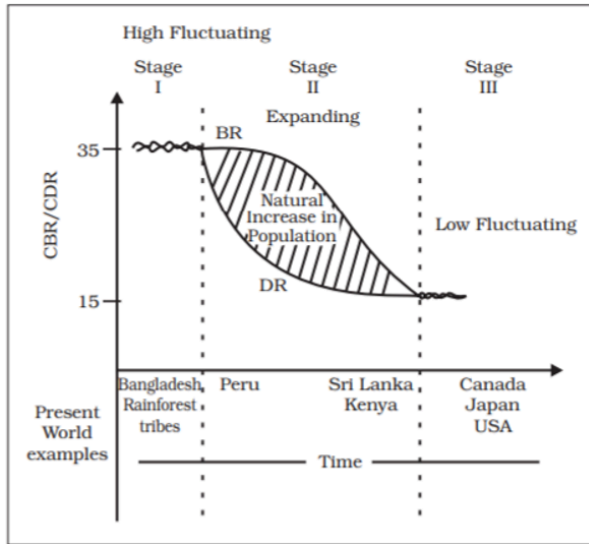 High Fluctuating
Stage
I
Stage
II
Stage
III
Expanding
BR
35
Natural
Increase in
Population
CBR/CDR
Low Fluctuating
DR
15
Bangladesh
Rainforest
tribes
Peru
Sri Lanka
Kenya
Canada
Japan
USA
Present
World
examples
Time